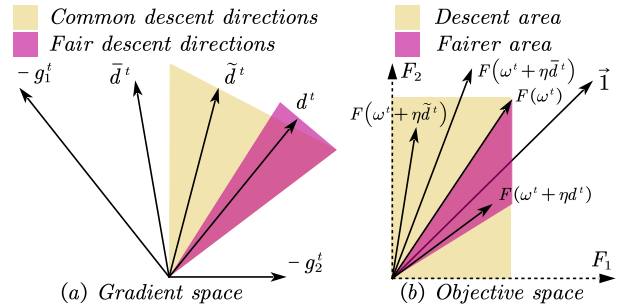 Common descent directions
Fair descent directions
Descent area
Fairer area
− g₁ᵗ
d̄ ᵗ
d̃ ᵗ
dᵗ
− g₂ᵗ
F₂
F(ωᵗ + ηd̄ ᵗ)
F(ωᵗ)
1⃗
F(ωᵗ + ηd̃ ᵗ)
F(ωᵗ + ηdᵗ)
F₁
(a) Gradient space
(b) Objective space